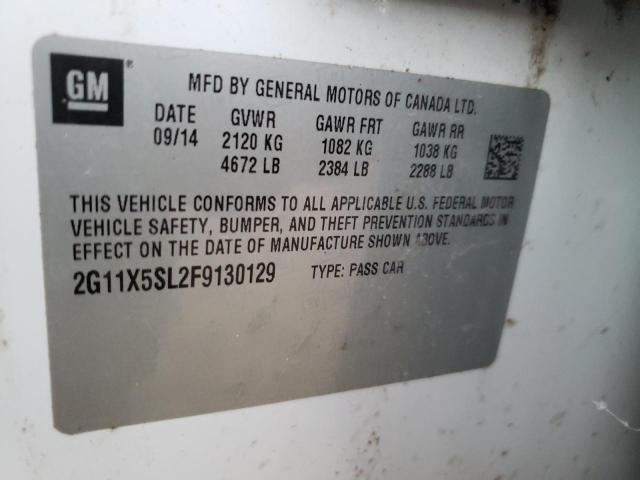 GM ®
MFD BY GENERAL MOTORS OF CANADA LTD.
DATE GVWR GAWR FRT GAWR RR
09/14 2120 KG 1082 KG 1038 KG
4672 LB 2384 LB 2288 LB
THIS VEHICLE CONFORMS TO ALL APPLICABLE U.S. FEDERAL MOTOR
VEHICLE SAFETY, BUMPER, AND THEFT PREVENTION STANDARDS IN
EFFECT ON THE DATE OF MANUFACTURE SHOWN ABOVE.
2G11X5SL2F9130129 TYPE: PASS CAR